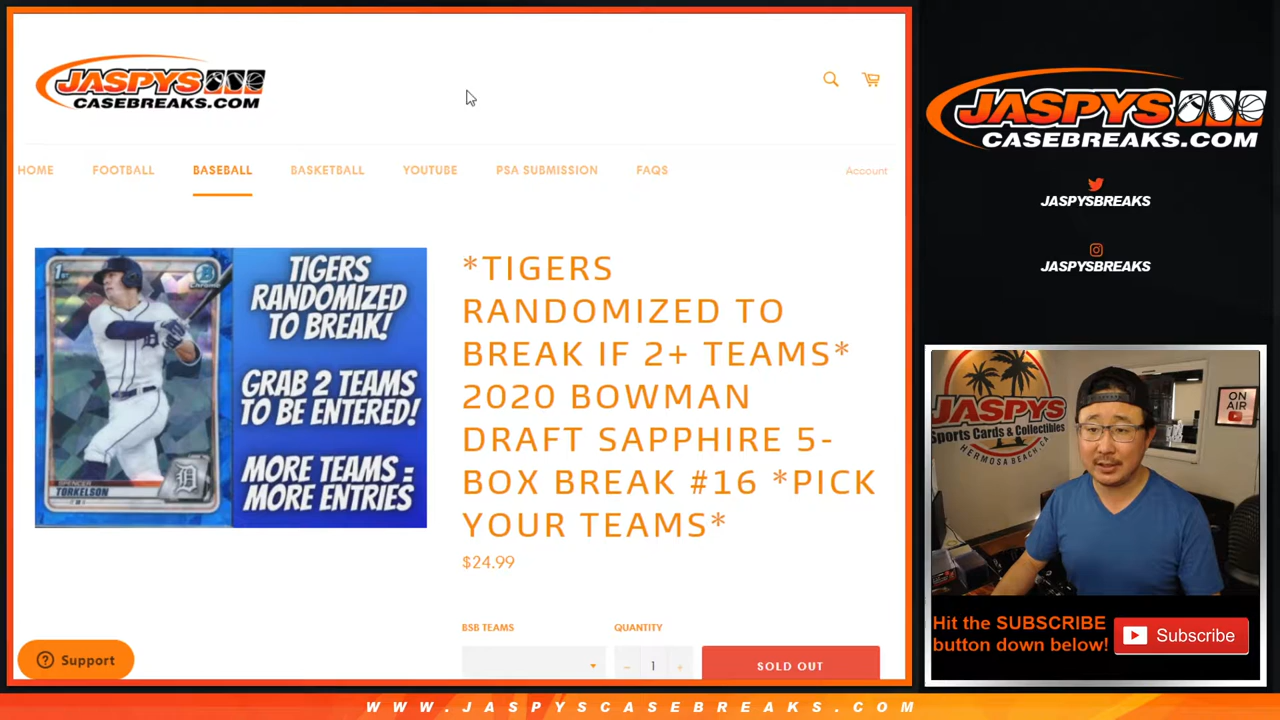 JASPYS
CASEBREAKS.COM
HOME FOOTBALL BASEBALL BASKETBALL YOUTUBE PSA SUBMISSION FAQS Account
1st
SPENCER
TORKELSON
TIGERS
RANDOMIZED
TO BREAK!
GRAB 2 TEAMS
TO BE ENTERED!
MORE TEAMS =
MORE ENTRIES
*TIGERS
RANDOMIZED TO
BREAK IF 2+ TEAMS*
2020 BOWMAN
DRAFT SAPPHIRE 5-
BOX BREAK #16 *PICK
YOUR TEAMS*
$24.99
BSB TEAMS
QUANTITY
− 1 +
SOLD OUT
Support
JASPYS
CASEBREAKS.COM
JASPYSBREAKS
JASPYSBREAKS
JASPYS
Sports Cards & Collectibles
HERMOSA BEACH, CA
ON
AIR
Hit the SUBSCRIBE
button down below!
Subscribe
WWW.JASPYSCASEBREAKS.COM